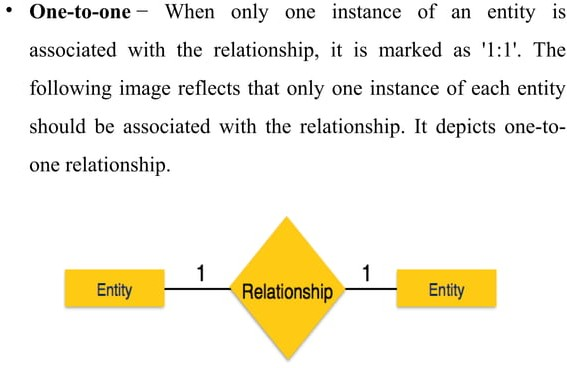 • One-to-one – When only one instance of an entity is
associated with the relationship, it is marked as '1:1'. The
following image reflects that only one instance of each entity
should be associated with the relationship. It depicts one-to-
one relationship.
1 1
Entity Relationship Entity